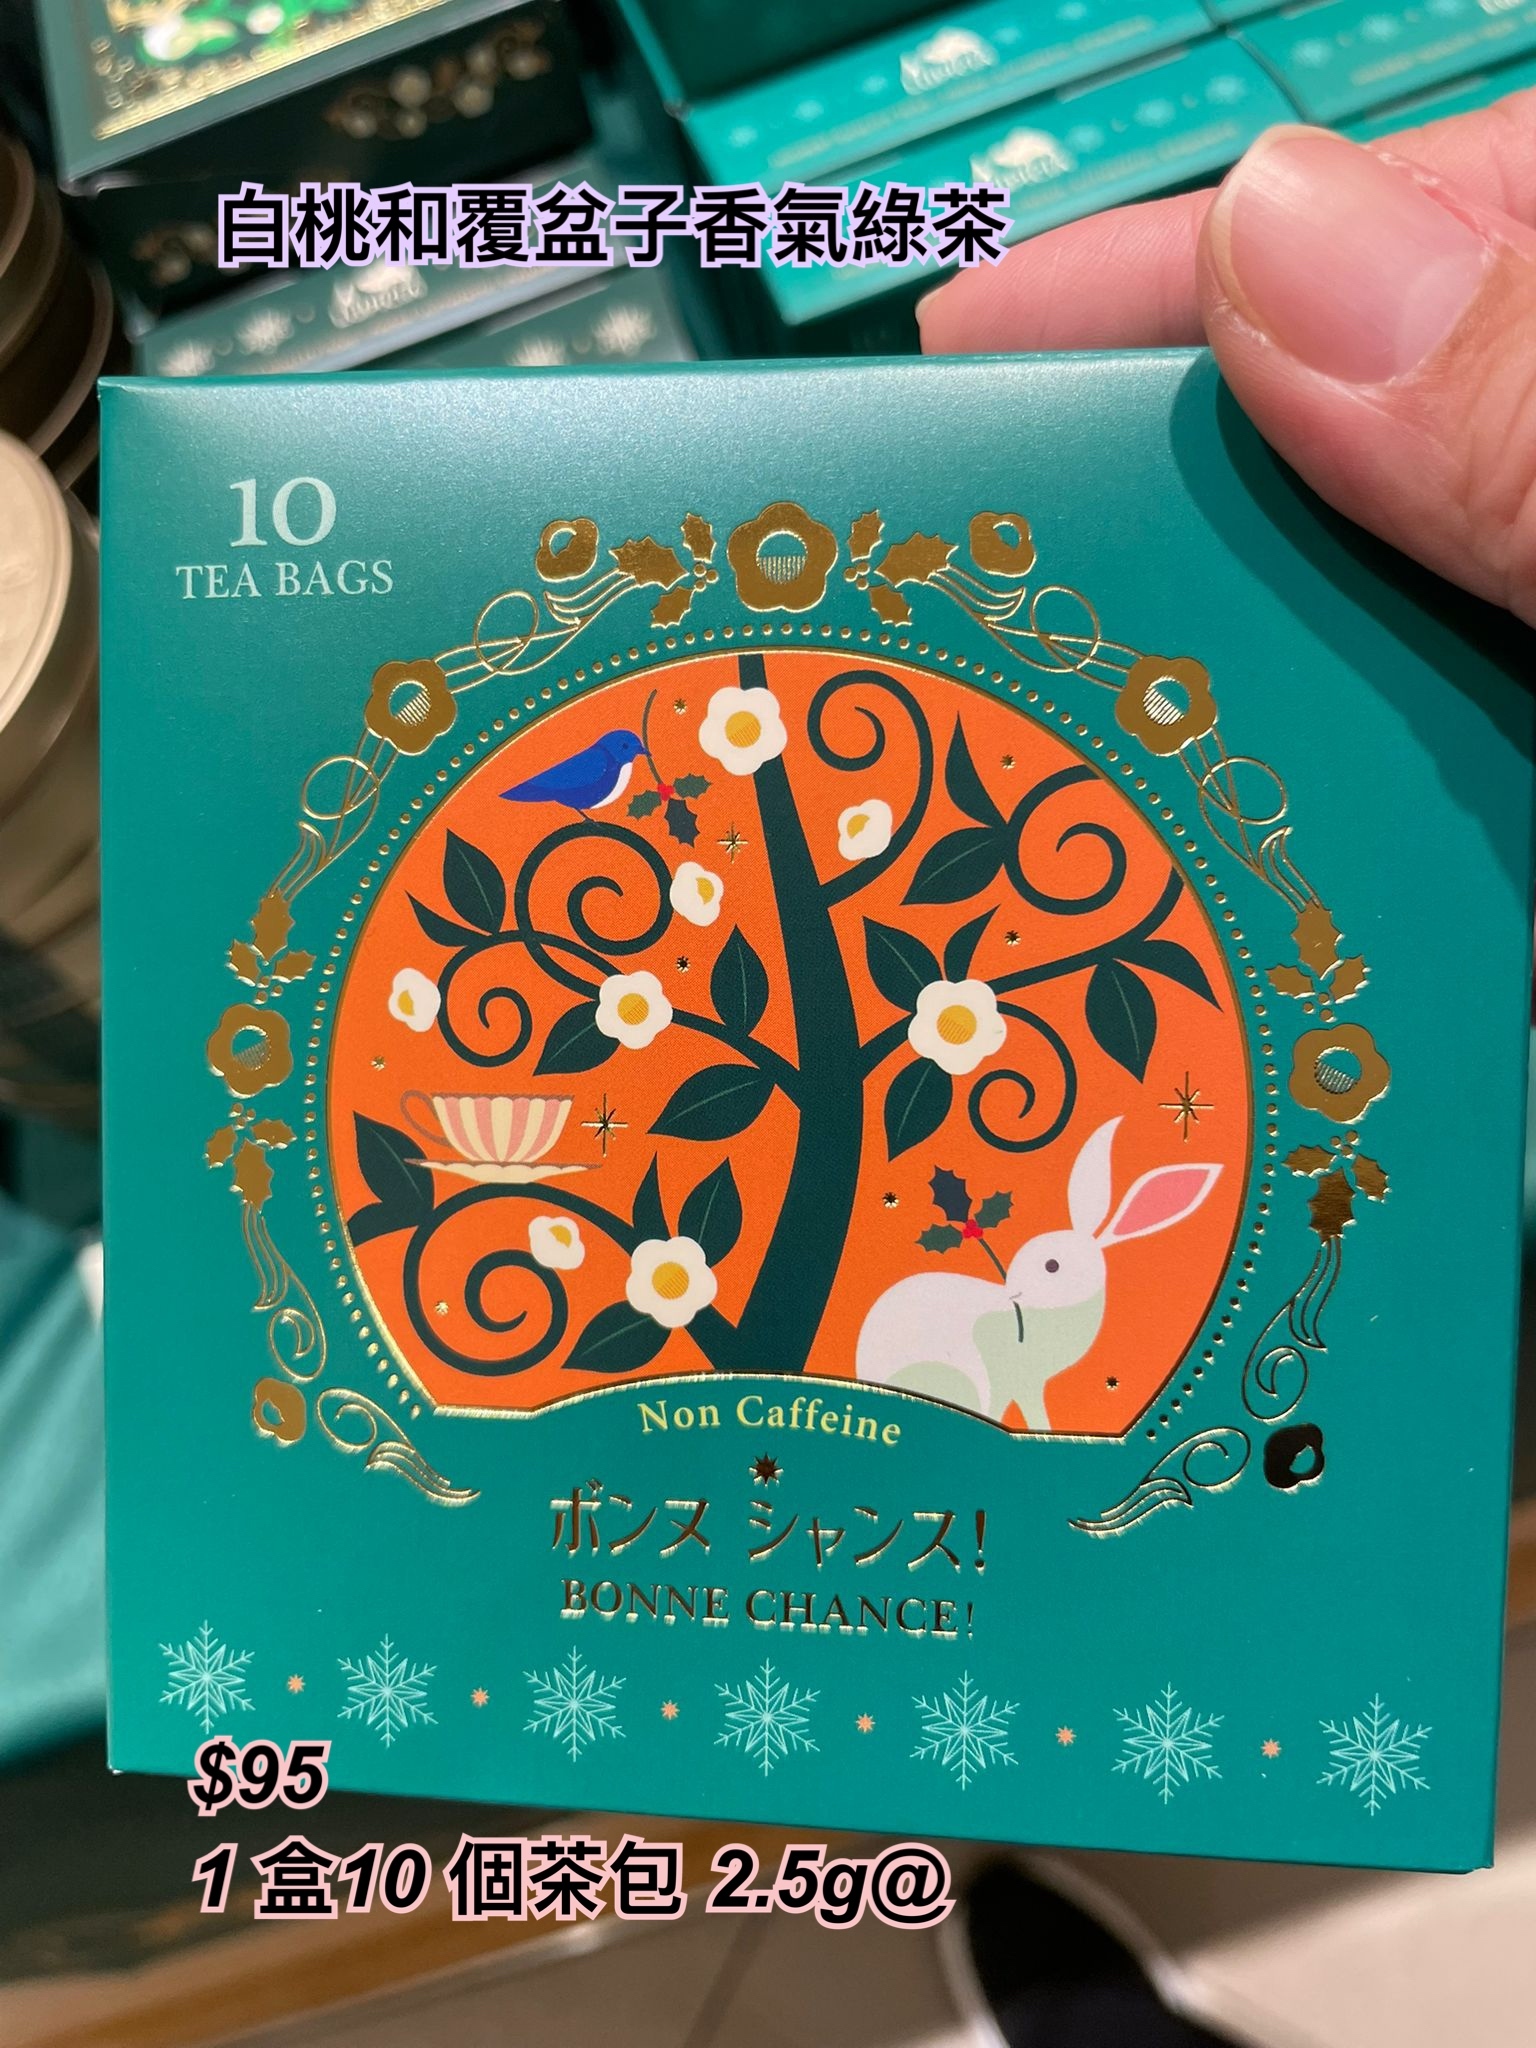 白桃和覆盆子香氣綠茶
10
TEA BAGS
Non Caffeine
ボンヌ シャンス!
BONNE CHANCE!
$95
1 盒10 個茶包 2.5g@